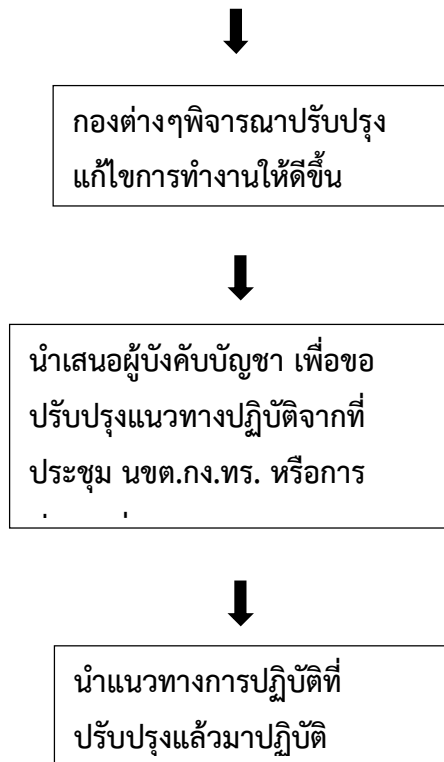 กองต่างๆพิจารณาปรับปรุง
แก้ไขการทำงานให้ดีขึ้น
นำเสนอผู้บังคับบัญชา เพื่อขอ
ปรับปรุงแนวทางปฏิบัติจากที่
ประชุม นขต.กง.ทร. หรือการ
นำแนวทางการปฏิบัติที่
ปรับปรุงแล้วมาปฏิบัติ